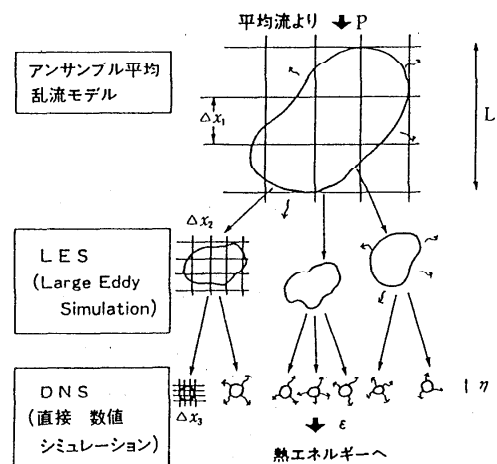 平均流より P
アンサンブル平均
乱流モデル
Δx₁
L
Δx₂
LES
(Large Eddy
Simulation)
DNS
(直接 数値
シミュレーション)
Δx₃
η
ε
熱エネルギーへ